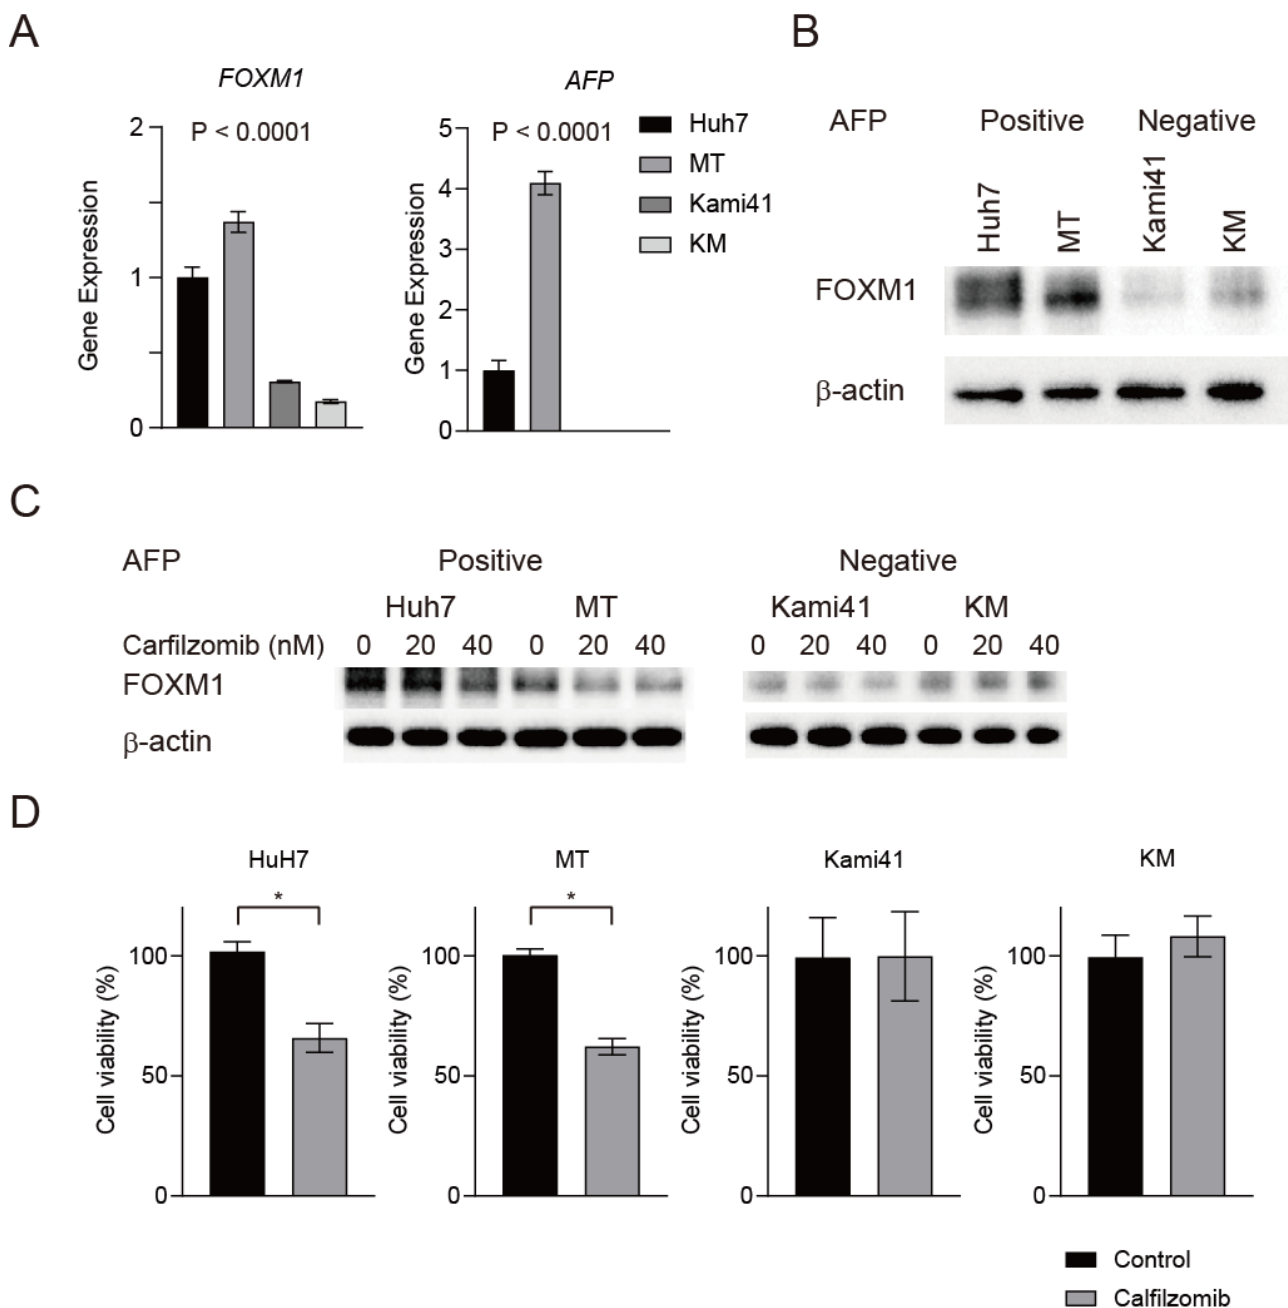 A
FOXM1
P < 0.0001
Gene Expression
2
1
0
AFP
P < 0.0001
Gene Expression
5
4
3
2
1
0
Huh7
MT
Kami41
KM
B
AFP Positive Negative
Huh7
MT
Kami41
KM
FOXM1
β-actin
C
AFP Positive Negative
Huh7 MT Kami41 KM
Carfilzomib (nM) 0 20 40 0 20 40 0 20 40 0 20 40
FOXM1
β-actin
D
HuH7
*
Cell viability (%)
100
50
0
MT
*
Cell viability (%)
100
50
0
Kami41
Cell viability (%)
100
50
0
KM
Cell viability (%)
100
50
0
Control
Calfilzomib